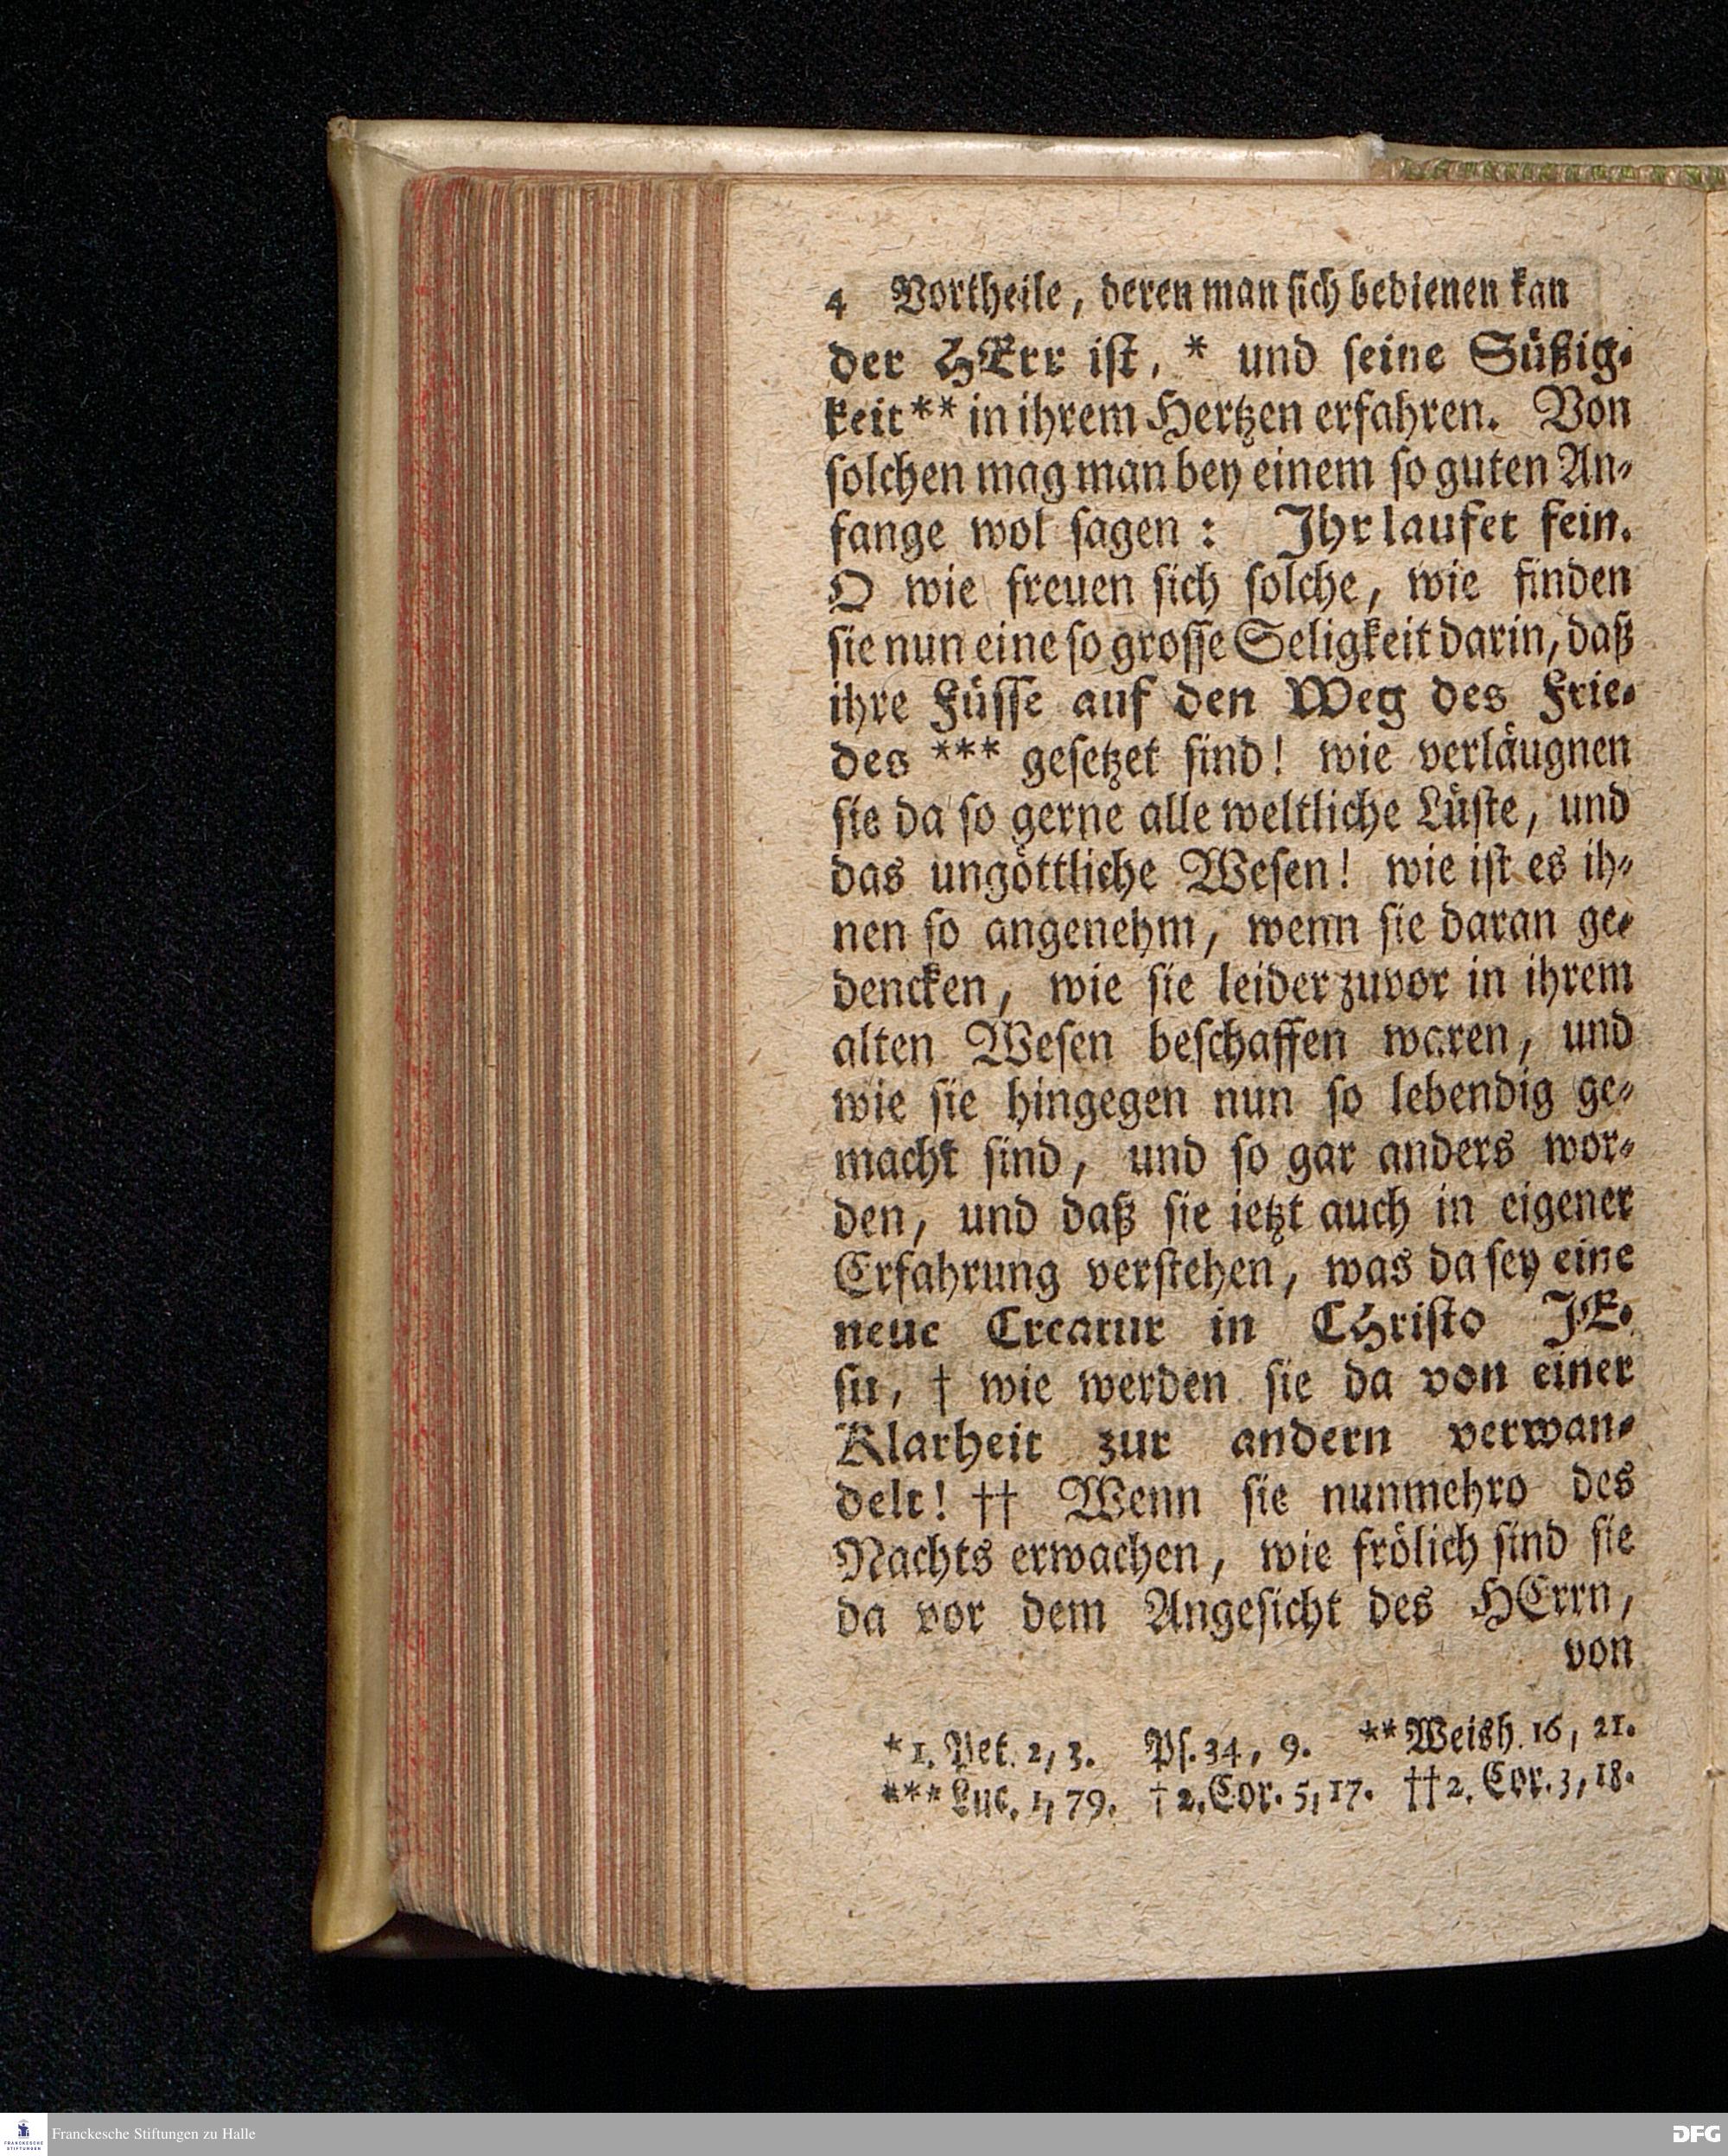 4 Vortheile, deren man sich bedienen kan
der HErr ist, * und seine Süßig-
keit ** in ihrem Hertzen erfahren. Von
solchen mag man bey einem so guten An-
fange wol sagen: Ihr laufet fein.
O wie freuen sich solche, wie finden
sie nun eine so grosse Seligkeit darin, daß
ihre Füsse auf den Weg des Frie-
des *** gesetzet sind! wie verläugnen
sie da so gerne alle weltliche Lüste, und
das ungöttliche Wesen! wie ist es ih-
nen so angenehm, wenn sie daran ge-
dencken, wie sie leider zuvor in ihrem
alten Wesen beschaffen waren, und
wie sie hingegen nun so lebendig ge-
macht sind, und so gar anders wor-
den, und daß sie ietzt auch in eigener
Erfahrung verstehen, was da sey eine
neue Creatur in CHristo JE-
su, † wie werden sie da von einer
Klarheit zur andern verwan-
delt! †† Wenn sie nunmehro des
Nachts erwachen, wie frölich sind sie
da vor dem Angesicht des HErrn,
von
* 1. Pet. 2, 3. Ps. 34, 9. ** Weish. 16, 21.
*** Luc. 1, 79. † 2. Cor. 5, 17. †† 2. Cor. 3, 18.
FRANCKESCHE STIFTUNGEN
Franckesche Stiftungen zu Halle
DFG